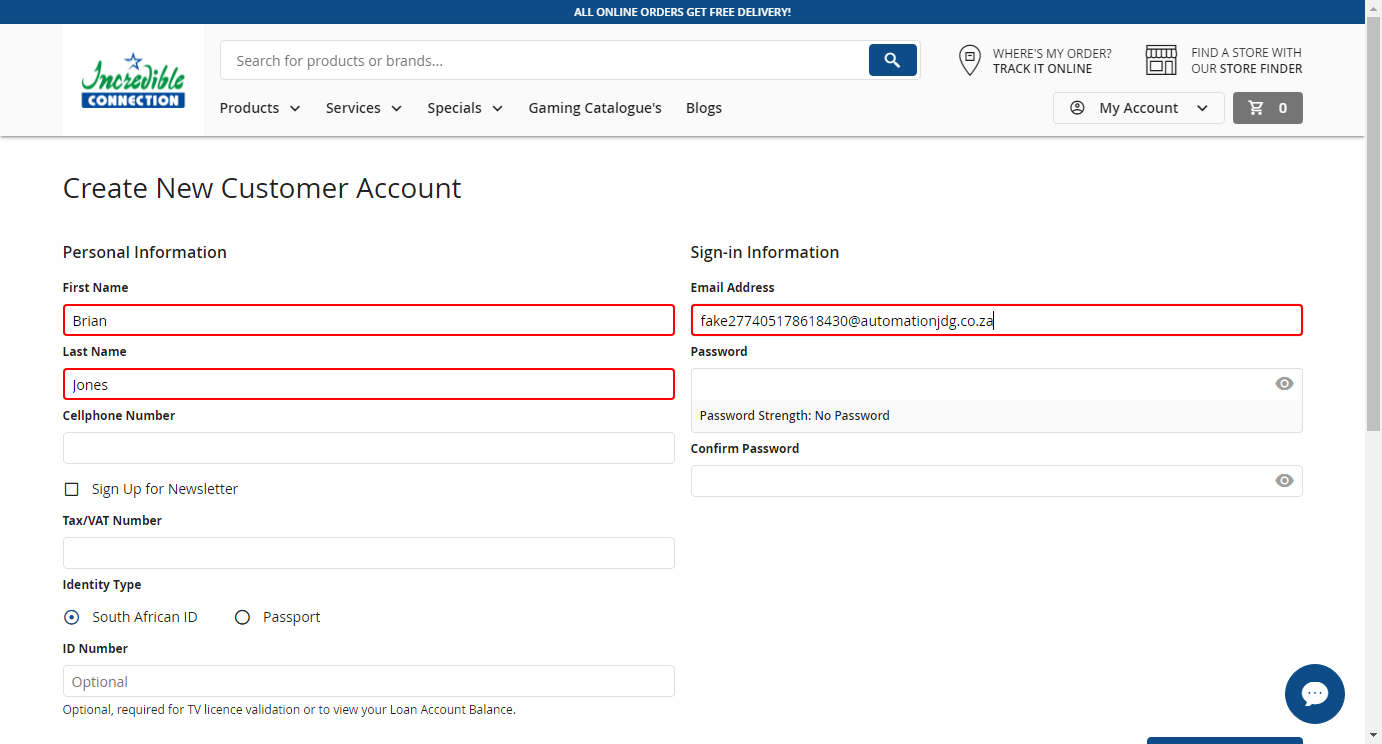 ALL ONLINE ORDERS GET FREE DELIVERY!
Incredible
CONNECTION
Search for products or brands...
WHERE'S MY ORDER?
TRACK IT ONLINE
FIND A STORE WITH
OUR STORE FINDER
Products Services Specials Gaming Catalogue's Blogs
My Account
0
Create New Customer Account
Personal Information
First Name
Brian
Last Name
Jones
Cellphone Number
Sign Up for Newsletter
Tax/VAT Number
Identity Type
South African ID Passport
ID Number
Optional
Optional, required for TV licence validation or to view your Loan Account Balance.
Sign-in Information
Email Address
fake277405178618430@automationjdg.co.za
Password
Password Strength: No Password
Confirm Password